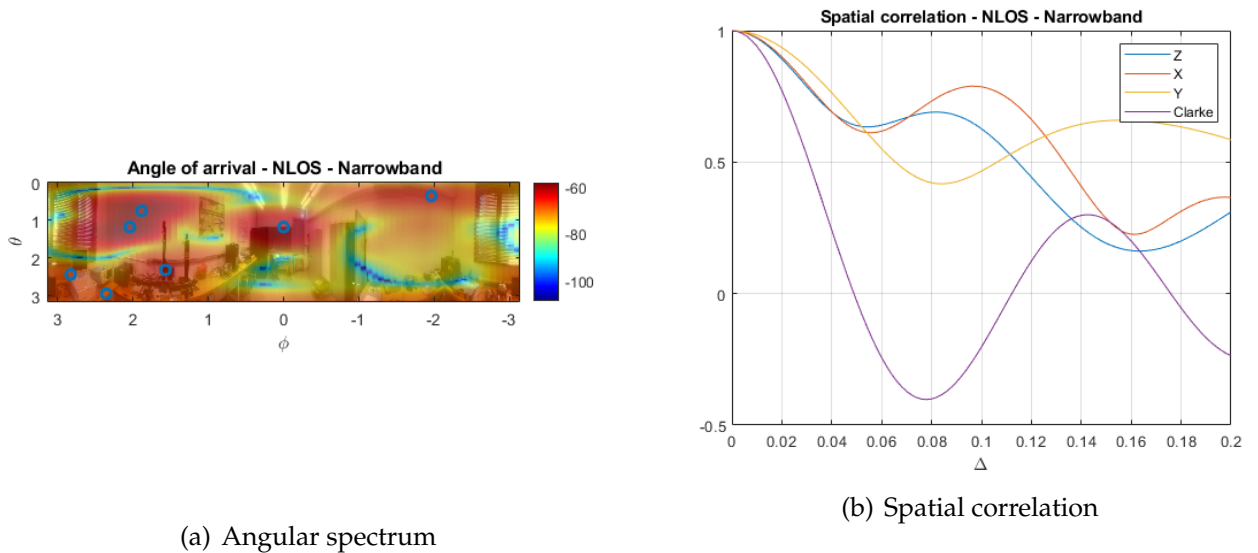 Angle of arrival - NLOS - Narrowband
0
1
2
3
θ
3
2
1
0
-1
-2
-3
ϕ
-60
-80
-100
(a) Angular spectrum
Spatial correlation - NLOS - Narrowband
1
0.5
0
-0.5
Z
X
Y
Clarke
0
0.02
0.04
0.06
0.08
0.1
0.12
0.14
0.16
0.18
0.2
Δ
(b) Spatial correlation